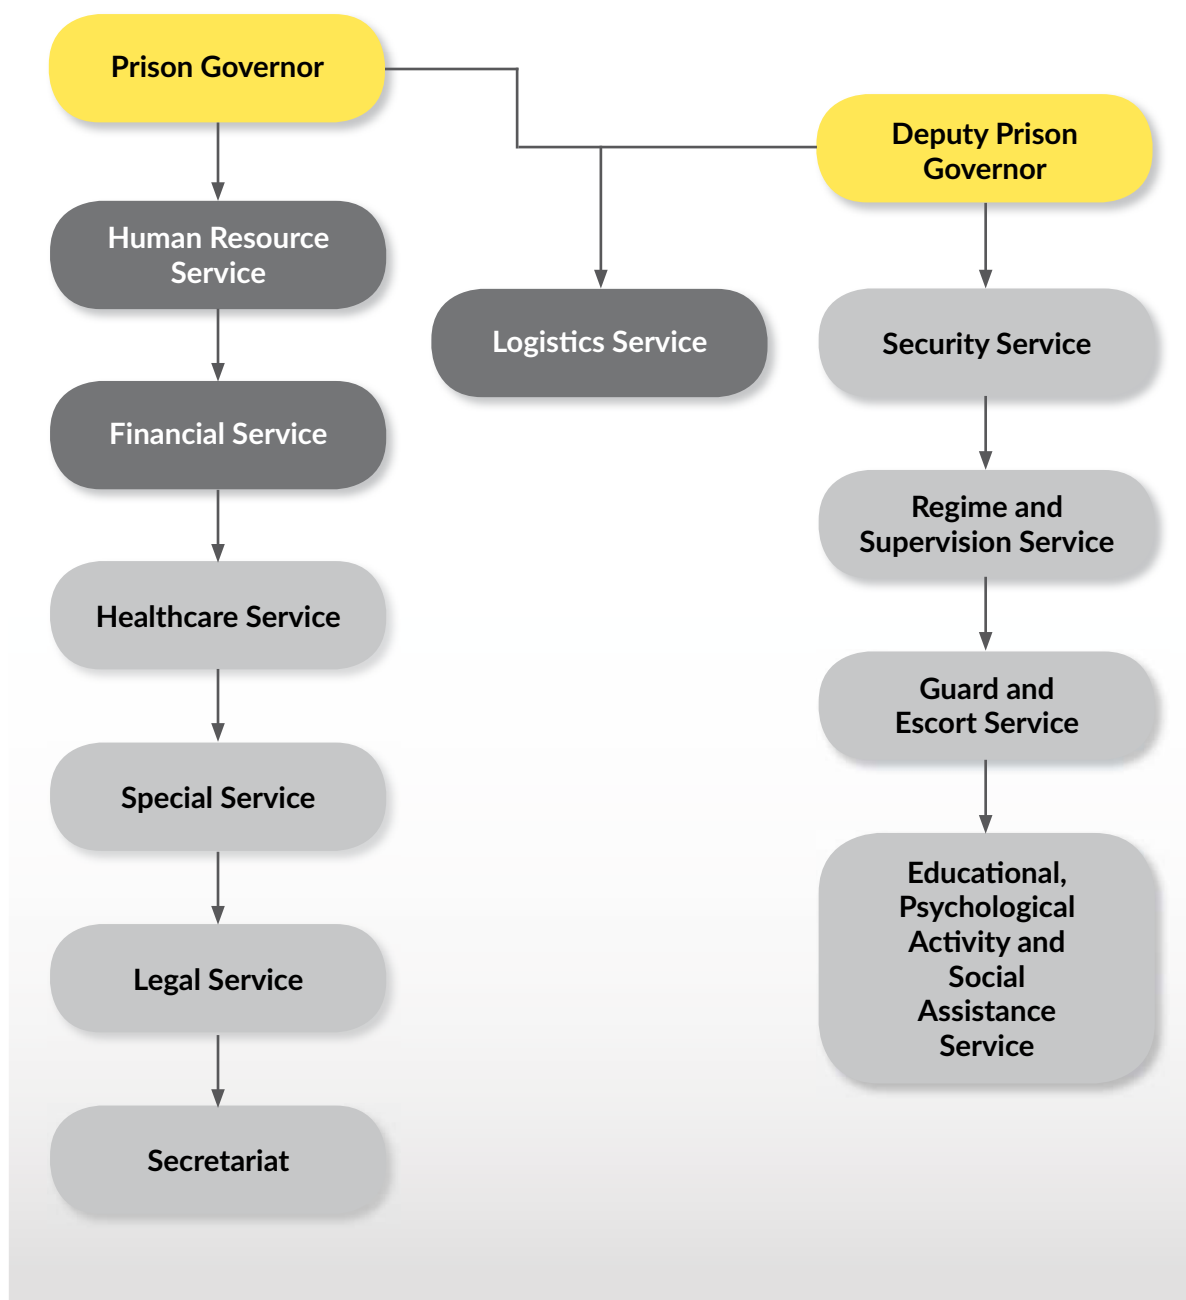 Prison Governor
Deputy Prison
Governor
Human Resource
Service
Logistics Service
Security Service
Financial Service
Regime and
Supervision Service
Healthcare Service
Guard and
Escort Service
Special Service
Educational,
Psychological
Activity and
Social
Assistance
Service
Legal Service
Secretariat